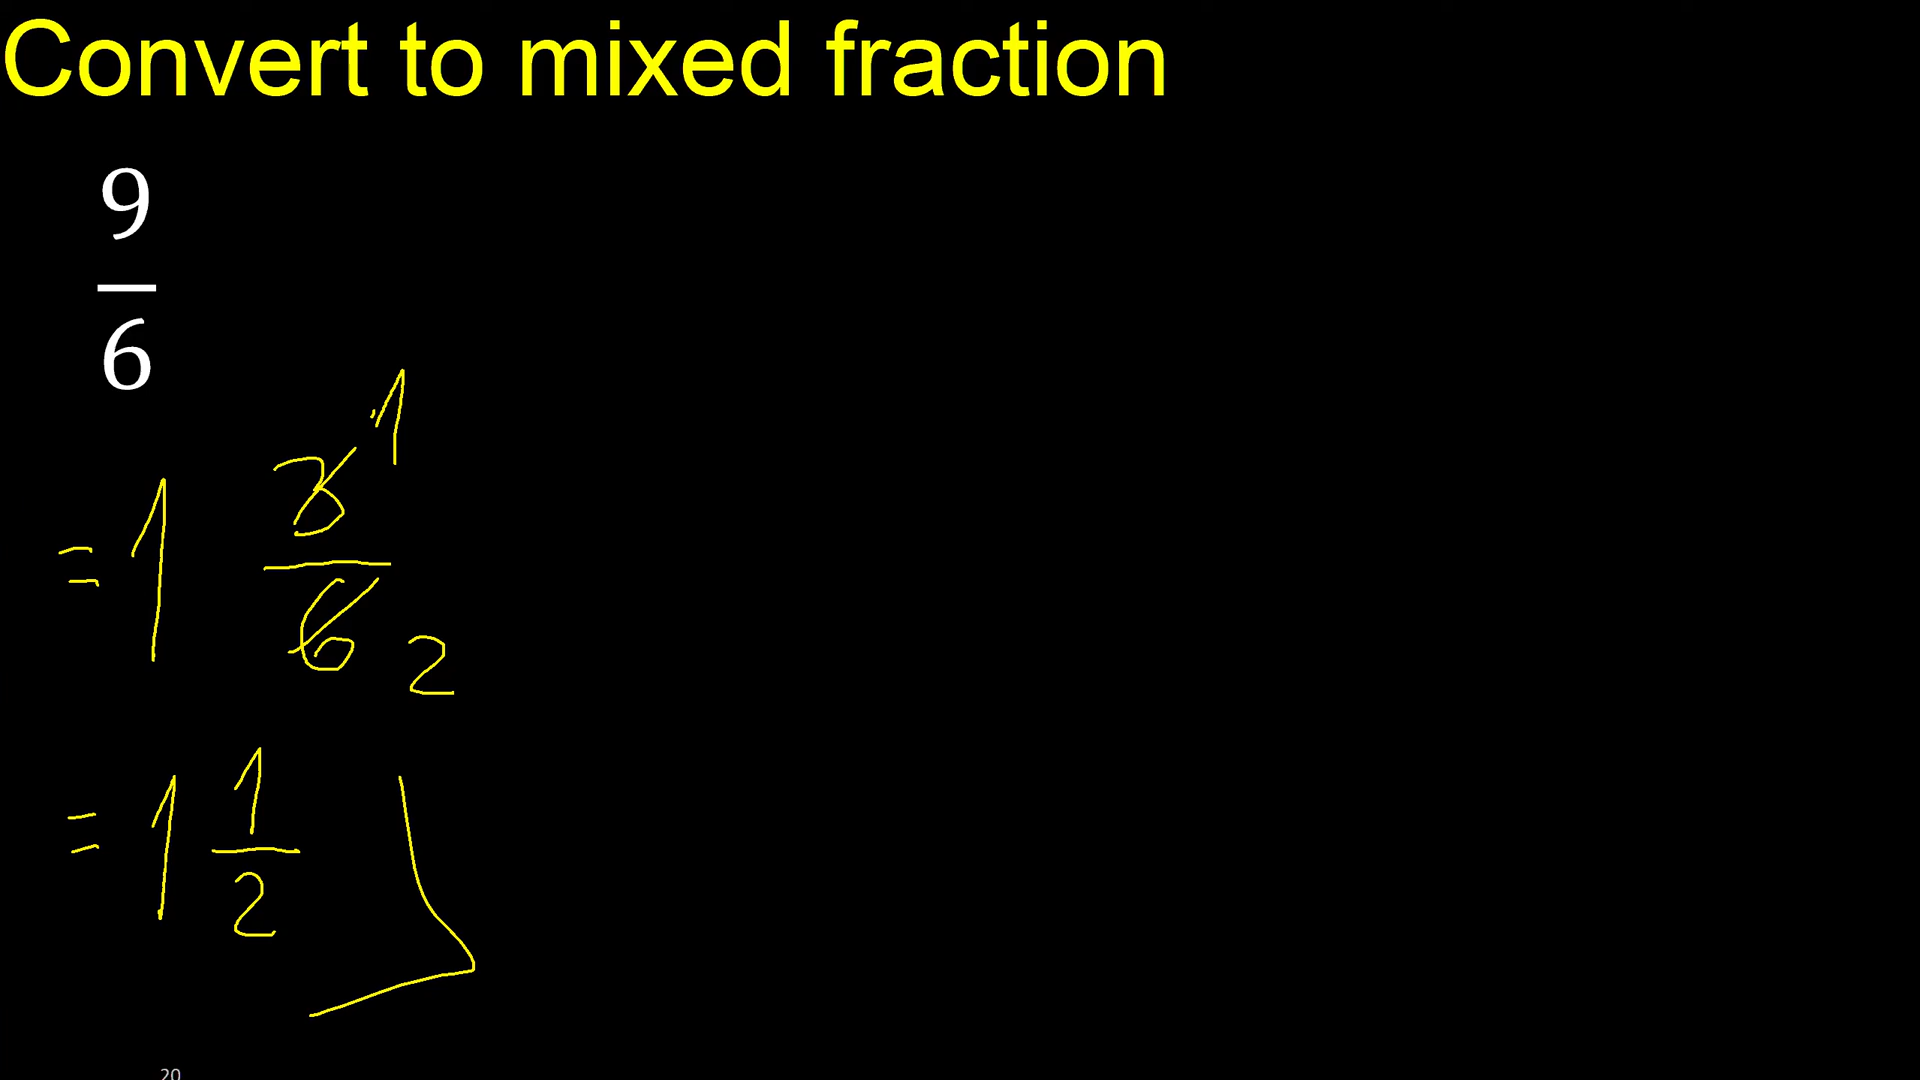 Convert to mixed fraction
9
6
= 1 3 1
6 2
= 1 1
2
20